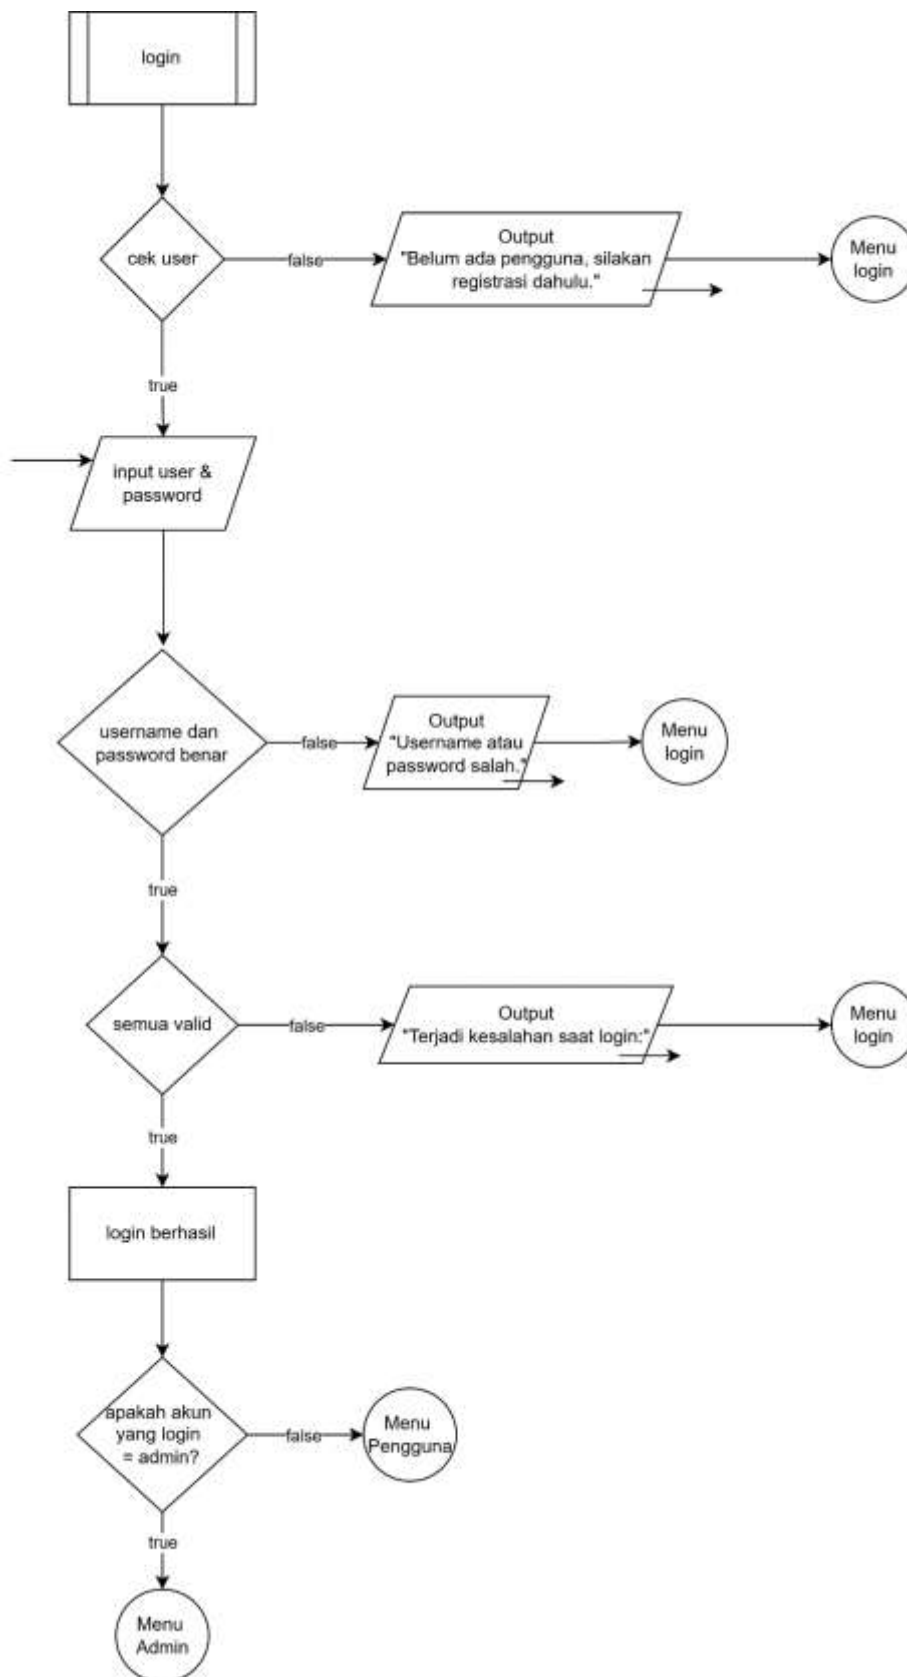 login
cek user
false
Output
"Belum ada pengguna, silakan
registrasi dahulu."
Menu
login
true
input user &
password
username dan
password benar
false
Output
"Username atau
password salah."
Menu
login
true
semua valid
false
Output
"Terjadi kesalahan saat login:"
Menu
login
true
login berhasil
apakah akun
yang login
= admin?
false
Menu
Pengguna
true
Menu
Admin